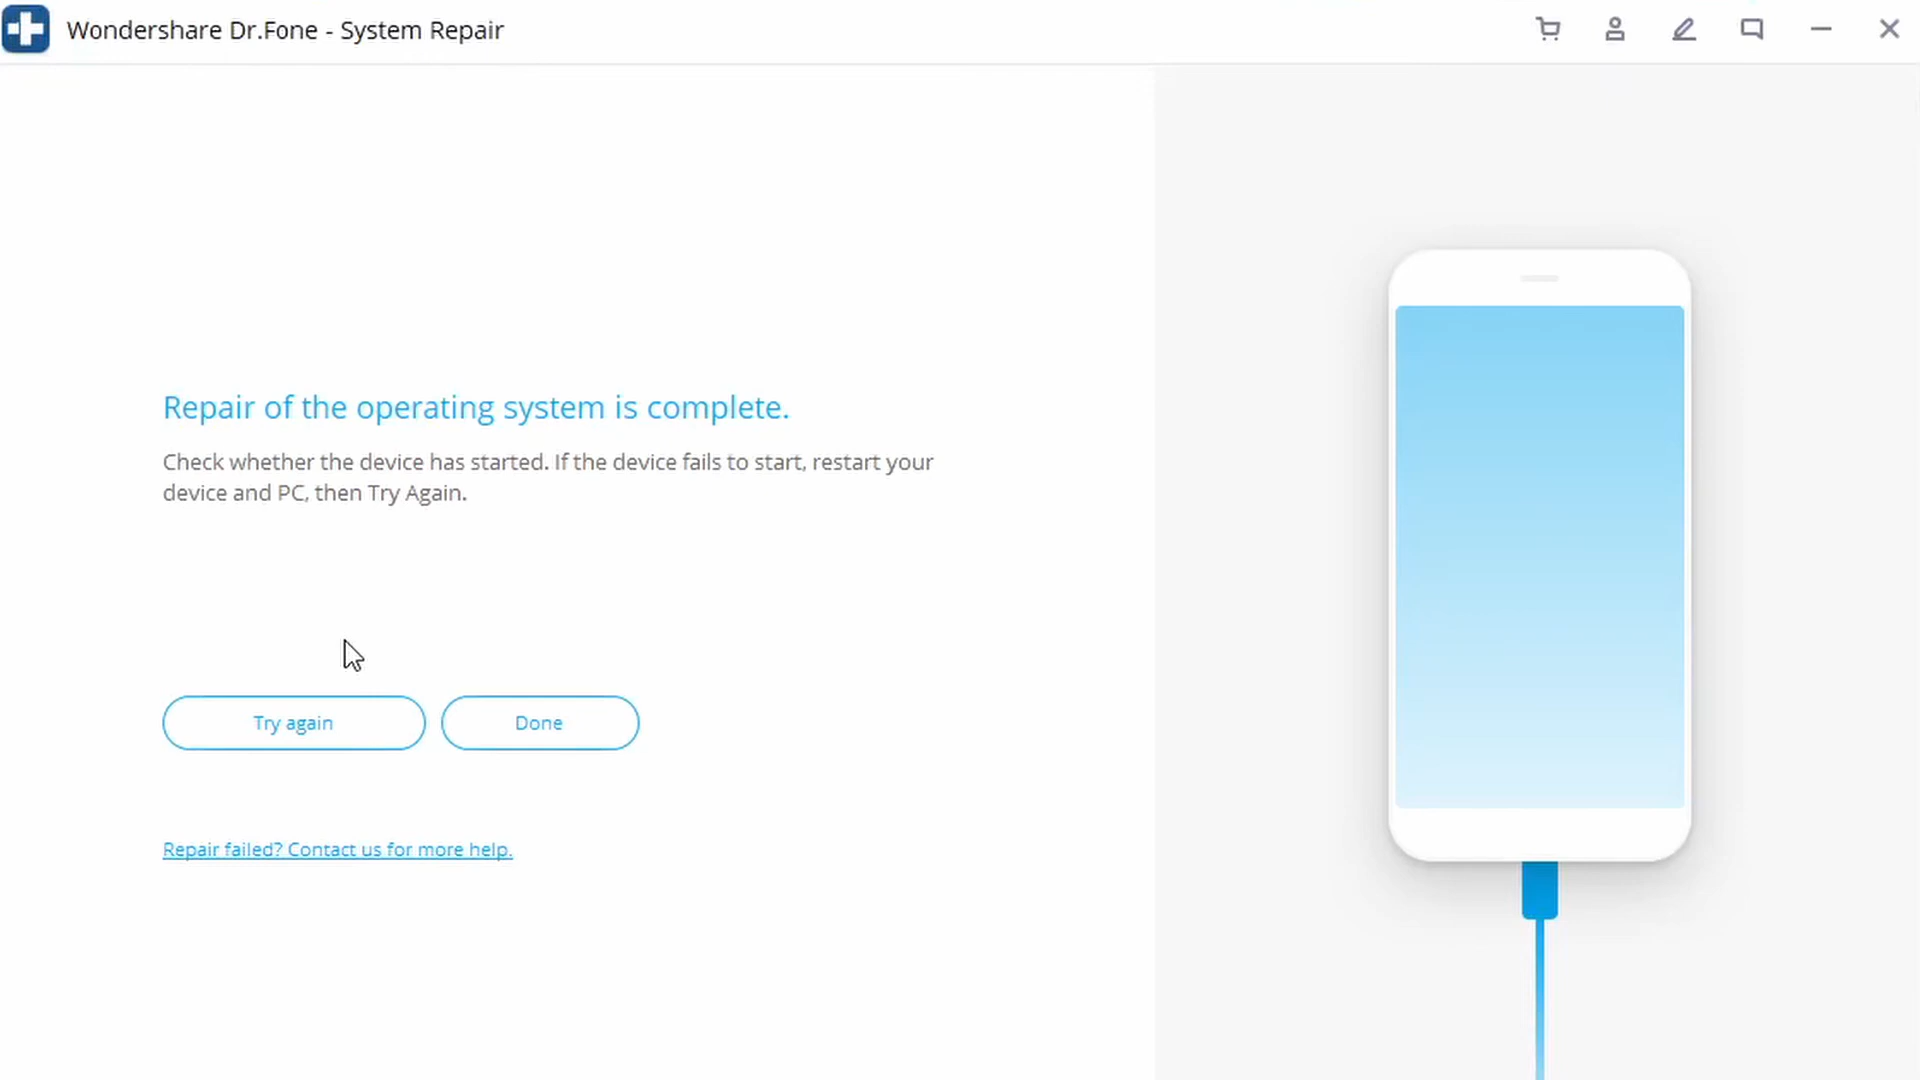 Wondershare Dr.Fone - System Repair
Repair of the operating system is complete.
Check whether the device has started. If the device fails to start, restart your
device and PC, then Try Again.
Try again
Done
Repair failed? Contact us for more help.